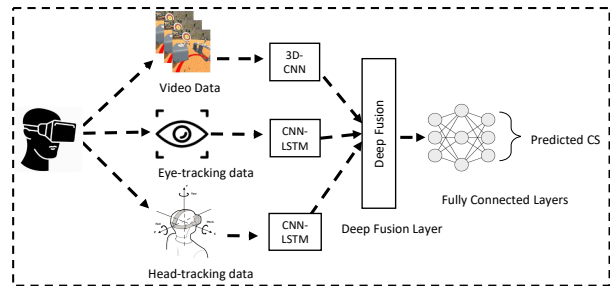 3D-
CNN
Video Data
CNN-
LSTM
Eye-tracking data
CNN-
LSTM
Head-tracking data
Deep Fusion
Deep Fusion Layer
Predicted CS
Fully Connected Layers